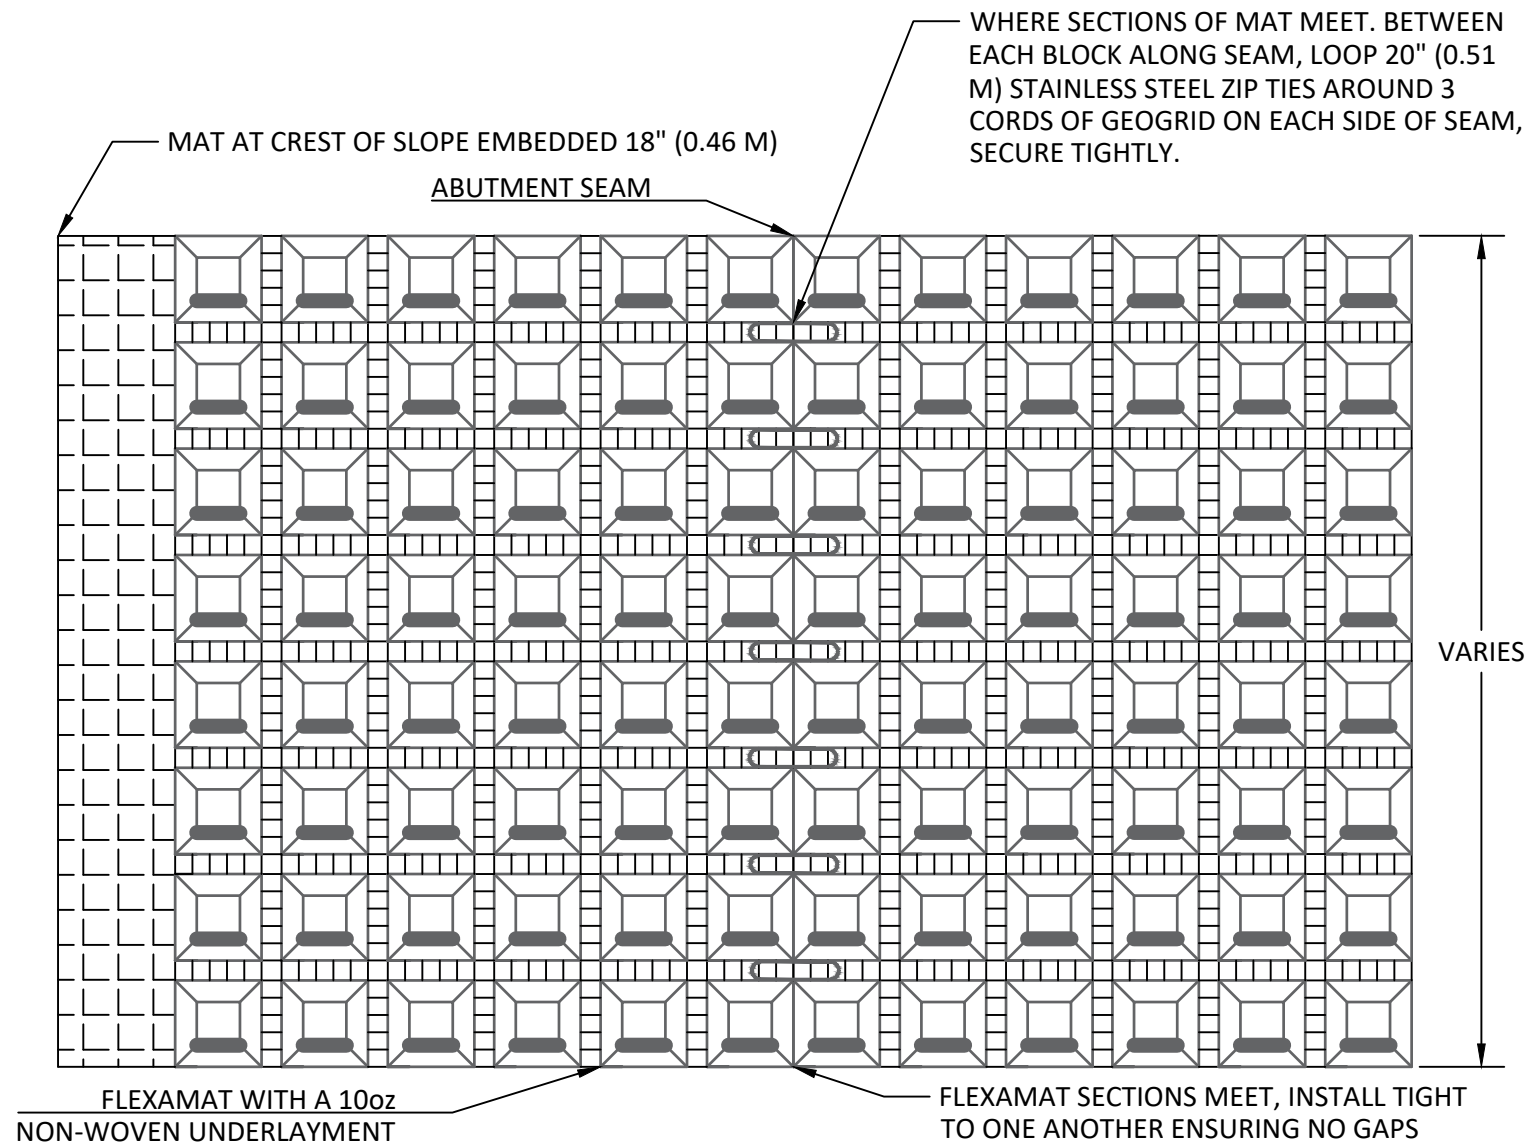 WHERE SECTIONS OF MAT MEET. BETWEEN
EACH BLOCK ALONG SEAM, LOOP 20" (0.51
M) STAINLESS STEEL ZIP TIES AROUND 3
CORDS OF GEOGRID ON EACH SIDE OF SEAM,
SECURE TIGHTLY.
MAT AT CREST OF SLOPE EMBEDDED 18" (0.46 M)
ABUTMENT SEAM
VARIES
FLEXAMAT WITH A 10oz
NON-WOVEN UNDERLAYMENT
FLEXAMAT SECTIONS MEET, INSTALL TIGHT
TO ONE ANOTHER ENSURING NO GAPS